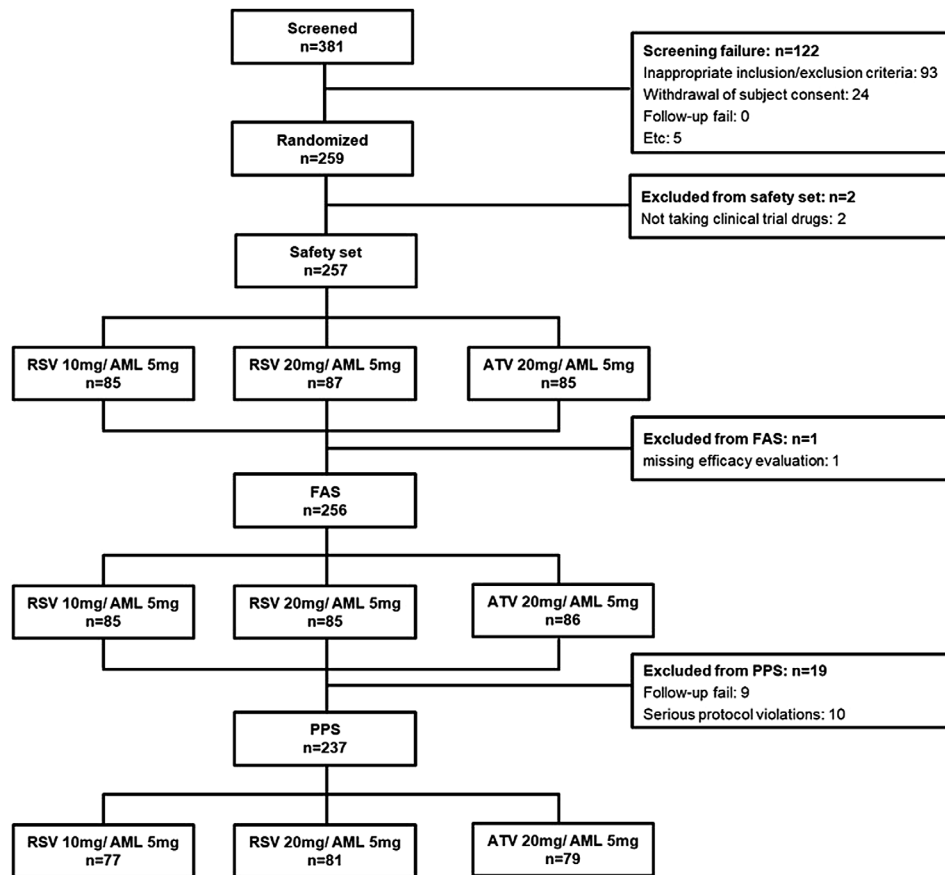 Screened
n=381
Screening failure: n=122
Inappropriate inclusion/exclusion criteria: 93
Withdrawal of subject consent: 24
Follow-up fail: 0
Etc: 5
Randomized
n=259
Excluded from safety set: n=2
Not taking clinical trial drugs: 2
Safety set
n=257
RSV 10mg/ AML 5mg
n=85
RSV 20mg/ AML 5mg
n=87
ATV 20mg/ AML 5mg
n=85
Excluded from FAS: n=1
missing efficacy evaluation: 1
FAS
n=256
RSV 10mg/ AML 5mg
n=85
RSV 20mg/ AML 5mg
n=85
ATV 20mg/ AML 5mg
n=86
Excluded from PPS: n=19
Follow-up fail: 9
Serious protocol violations: 10
PPS
n=237
RSV 10mg/ AML 5mg
n=77
RSV 20mg/ AML 5mg
n=81
ATV 20mg/ AML 5mg
n=79